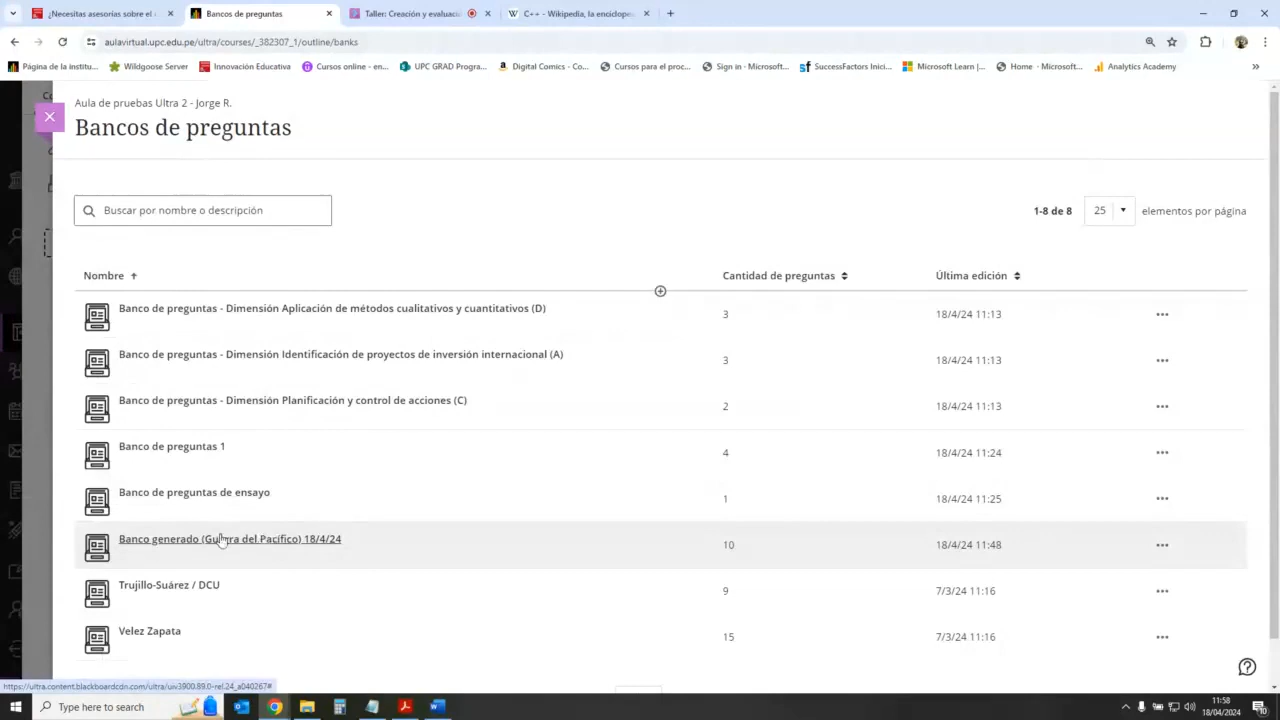 ¿Necesitas asesorías sobre el
Bancos de preguntas
Taller: Creación y evaluaci
C++ - Wikipedia, la enciclope
aulavirtual.upc.edu.pe/ultra/courses/_382307_1/outline/banks
Página de la institu...
Wildgoose Server
Innovación Educativa
Cursos online - en...
UPC GRAD Progra...
Digital Comics - Co...
Cursos para el proc...
Sign in - Microsoft...
SuccessFactors Inici...
Microsoft Learn |...
Home · Microsoft...
Analytics Academy
Aula de pruebas Ultra 2 - Jorge R.
Bancos de preguntas
Buscar por nombre o descripción
1-8 de 8
25
elementos por página
Nombre
Cantidad de preguntas
Última edición
Banco de preguntas - Dimensión Aplicación de métodos cualitativos y cuantitativos (D)
3
18/4/24 11:13
Banco de preguntas - Dimensión Identificación de proyectos de inversión internacional (A)
3
18/4/24 11:13
Banco de preguntas - Dimensión Planificación y control de acciones (C)
2
18/4/24 11:13
Banco de preguntas 1
4
18/4/24 11:24
Banco de preguntas de ensayo
1
18/4/24 11:25
Banco generado (Guerra del Pacífico) 18/4/24
10
18/4/24 11:48
Trujillo-Suárez / DCU
9
7/3/24 11:16
Velez Zapata
15
7/3/24 11:16
https://ultra.content.blackboardcdn.com/ultra/uiv3900.89.0-rel.24_a040267#
Type here to search
11:58
18/04/2024